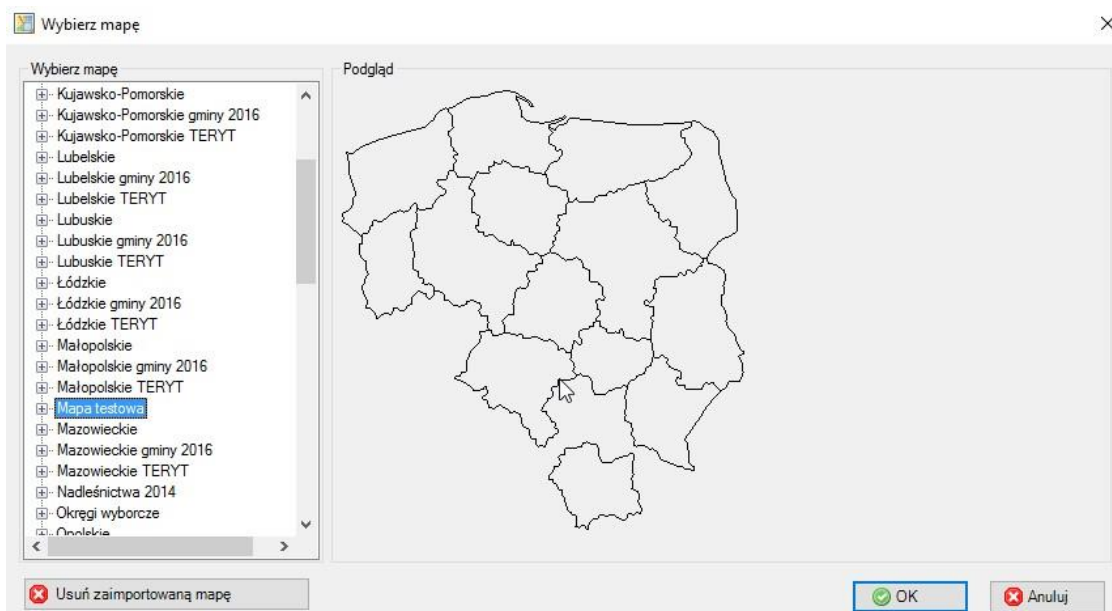 Wybierz mapę
Wybierz mapę
Podgląd
Kujawsko-Pomorskie
Kujawsko-Pomorskie gminy 2016
Kujawsko-Pomorskie TERYT
Lubelskie
Lubelskie gminy 2016
Lubelskie TERYT
Lubuskie
Lubuskie gminy 2016
Lubuskie TERYT
Łódzkie
Łódzkie gminy 2016
Łódzkie TERYT
Małopolskie
Małopolskie gminy 2016
Małopolskie TERYT
Mapa testowa
Mazowieckie
Mazowieckie gminy 2016
Mazowieckie TERYT
Nadleśnictwa 2014
Okręgi wyborcze
Opolskie
Usuń zaimportowaną mapę
OK
Anuluj